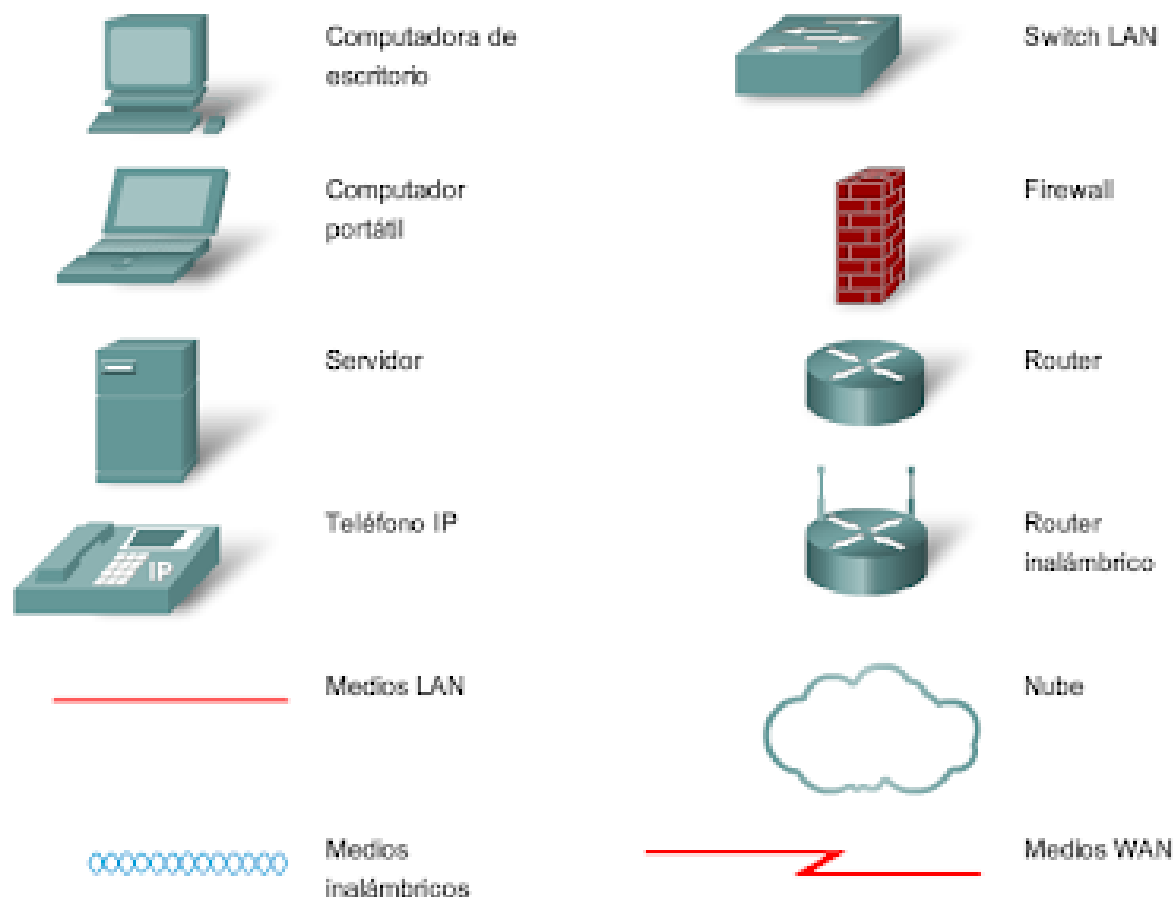 Computadora de
escritorio
Computador
portátil
Servidor
IP
Teléfono IP
Medios LAN
Medios
inalámbricos
Switch LAN
Firewall
Router
Router
inalámbrico
Nube
Medios WAN